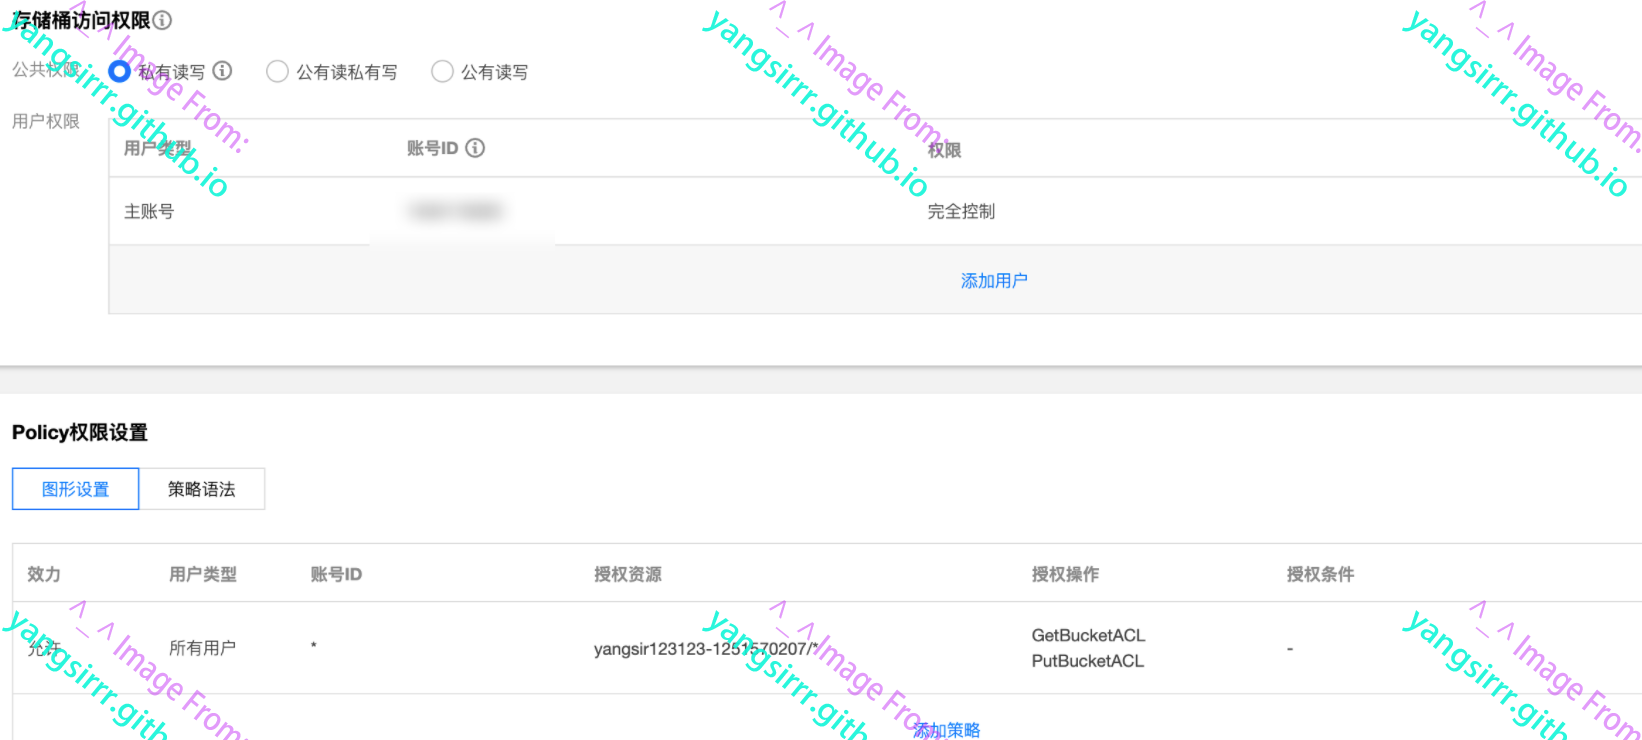 存储桶访问权限
公共权限 私有读写 公有读私有写 公有读写
用户权限
用户类型 账号ID 权限
主账号 完全控制
添加用户
Policy权限设置
图形设置 策略语法
效力 用户类型 账号ID 授权资源 授权操作 授权条件
允许 所有用户 * yangsir123123-1251570207/* GetBucketACL -
PutBucketACL
添加策略
^_^ Image From:
yangsirrr.github.io
^_^ Image From:
yangsirrr.github.io
^_^ Image From:
yangsirrr.github.io
^_^ Image From:
yangsirrr.gith
^_^ Image From:
yangsirrr.gith
^_^ Image From:
yangsirrr.gith